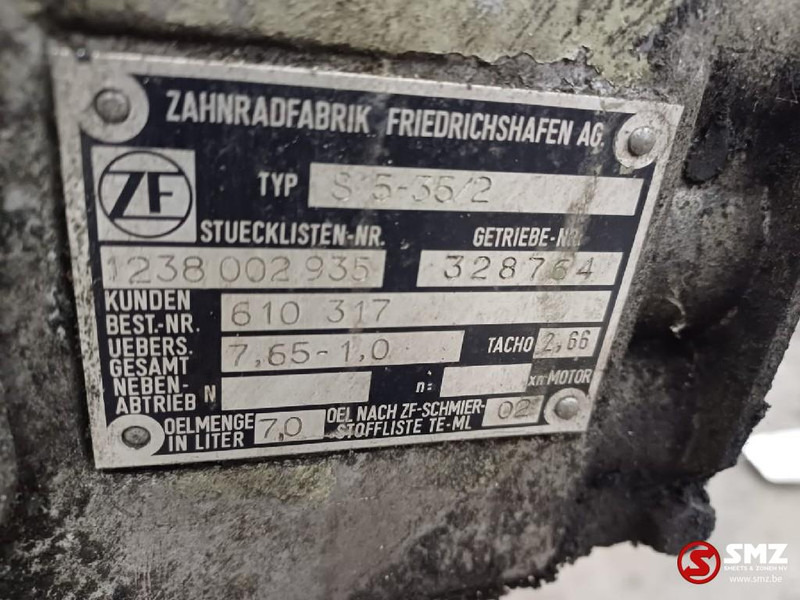 ZAHNRADFABRIK FRIEDRICHSHAFEN AG.
ZF
TYP S 5-35/2
STUECKLISTEN-NR. GETRIEBE-NR.
1238 002 935 328764
KUNDEN
BEST.-NR. 610 317
UEBERS. 7,65-1,0 TACHO 2,66
GESAMT
NEBEN-
ABTRIEB N n: xn MOTOR
OELMENGE 7,0 OEL NACH ZF-SCHMIER- 02
IN LITER STOFFLISTE TE-ML
SMZ
SMEETS & ZONEN NV
www.smz.be